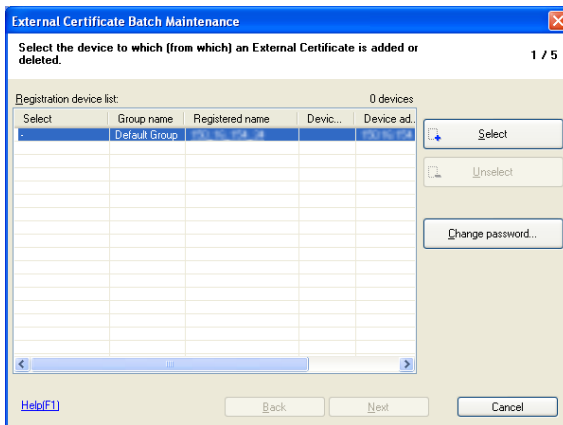 External Certificate Batch Maintenance
Select the device to which (from which) an External Certificate is added or
deleted.
1 / 5
Registration device list:
0 devices
Select Group name Registered name Devic... Device ad..
- Default Group
Select
Unselect
Change password...
Help(F1)
Back
Next
Cancel